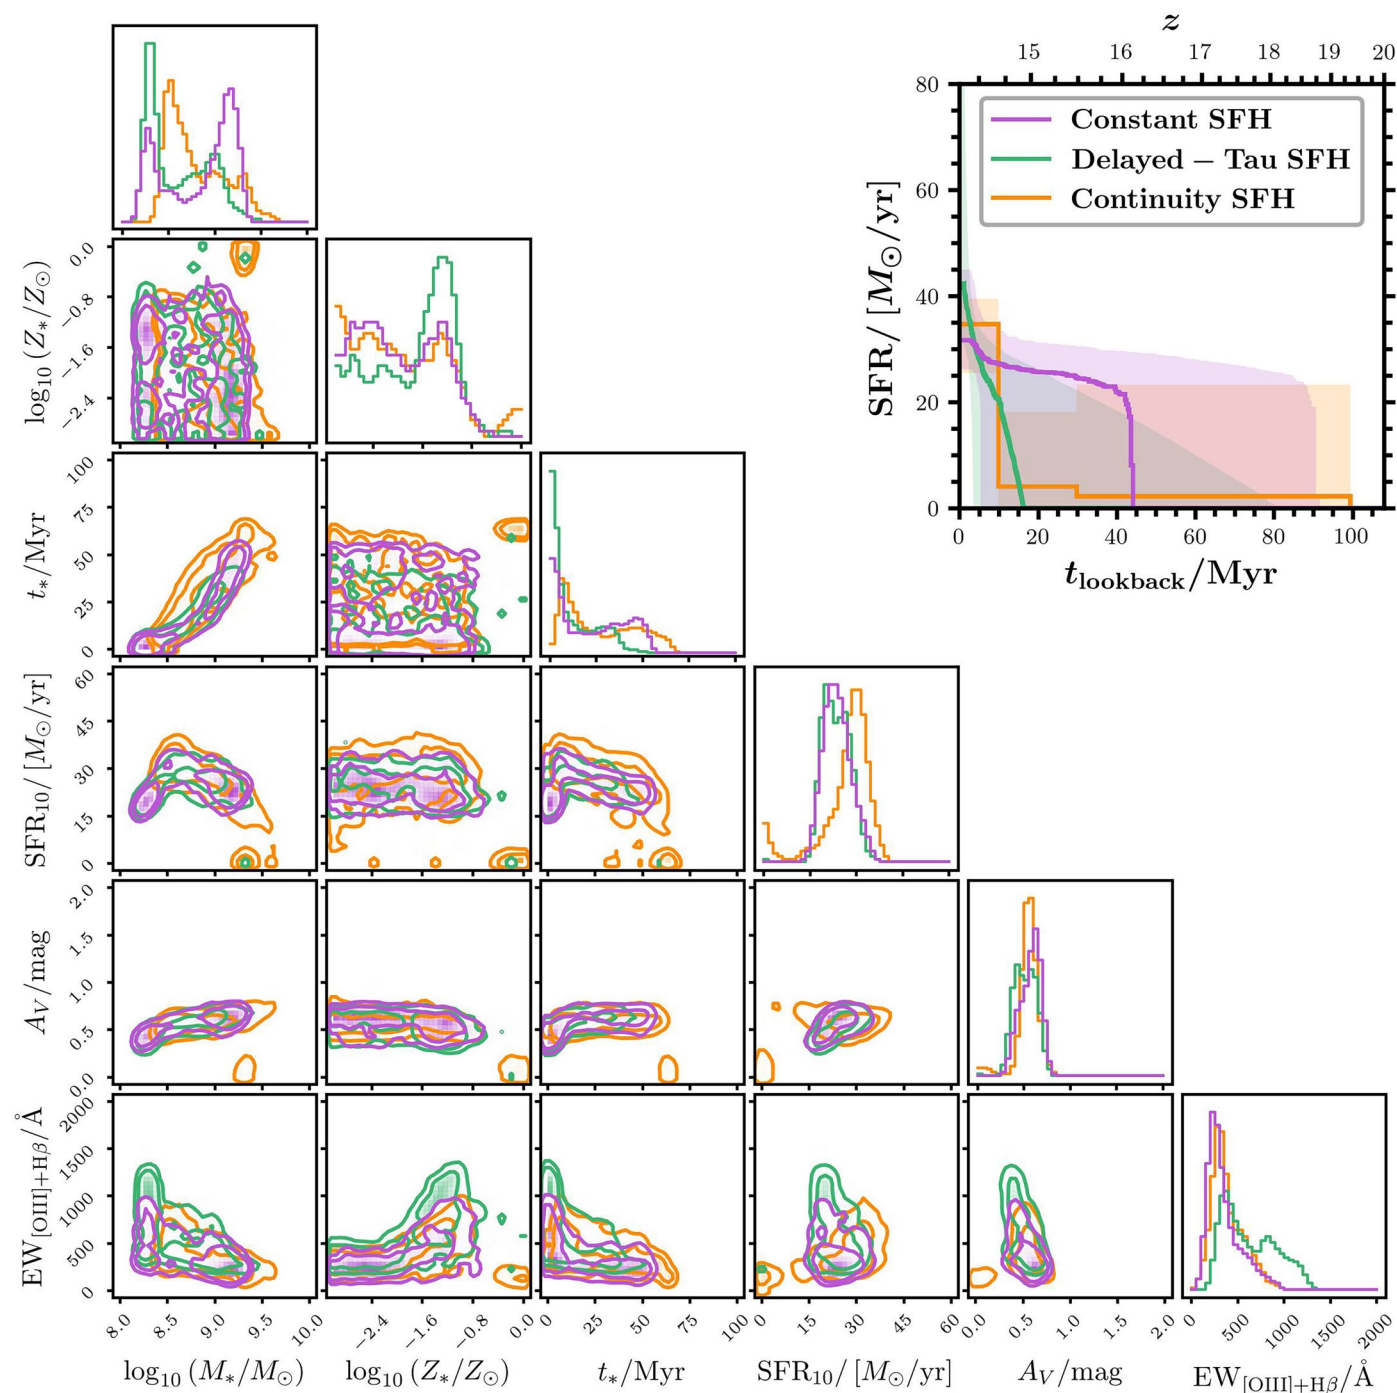 z
15 16 17 18 19 20
80
60
40
20
0
SFR/ [M⊙/yr]
Constant SFH
Delayed − Tau SFH
Continuity SFH
0 20 40 60 80 100
t_lookback/Myr
0.0
−0.8
−1.6
−2.4
log₁₀ (Z∗/Z⊙)
100
75
50
25
0
t∗/Myr
60
45
30
15
0
SFR₁₀/ [M⊙/yr]
2.0
1.5
1.0
0.5
0.0
A_V/mag
2000
1500
1000
500
0
EW_[OIII]+Hβ/Å
8.0 8.5 9.0 9.5 10.0
−2.4 −1.6 −0.8 0.0
0 25 50 75 100
0 15 30 45 60
0.0 0.5 1.0 1.5 2.0
0 500 1000 1500 2000
log₁₀ (M∗/M⊙)
log₁₀ (Z∗/Z⊙)
t∗/Myr
SFR₁₀/ [M⊙/yr]
A_V/mag
EW_[OIII]+Hβ/Å